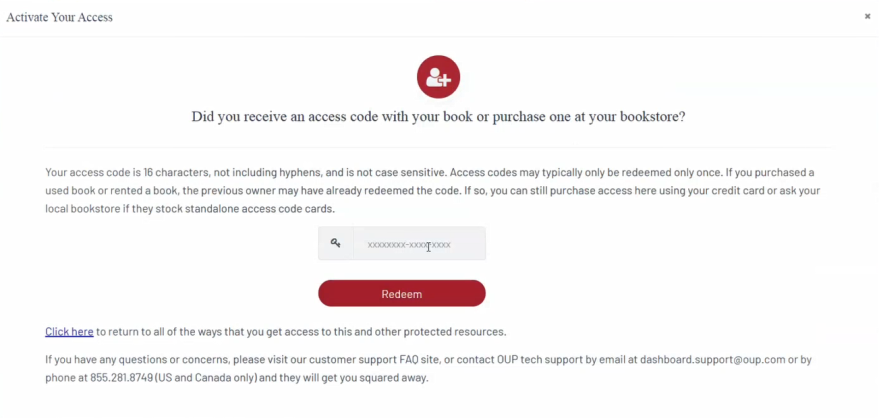 Activate Your Access
Did you receive an access code with your book or purchase one at your bookstore?
Your access code is 16 characters, not including hyphens, and is not case sensitive. Access codes may typically only be redeemed only once. If you purchased a
used book or rented a book, the previous owner may have already redeemed the code. If so, you can still purchase access here using your credit card or ask your
local bookstore if they stock standalone access code cards.
xxxxxxxx-xxxx-xxxx
Redeem
Click here to return to all of the ways that you get access to this and other protected resources.
If you have any questions or concerns, please visit our customer support FAQ site, or contact OUP tech support by email at dashboard.support@oup.com or by
phone at 855.281.8749 (US and Canada only) and they will get you squared away.